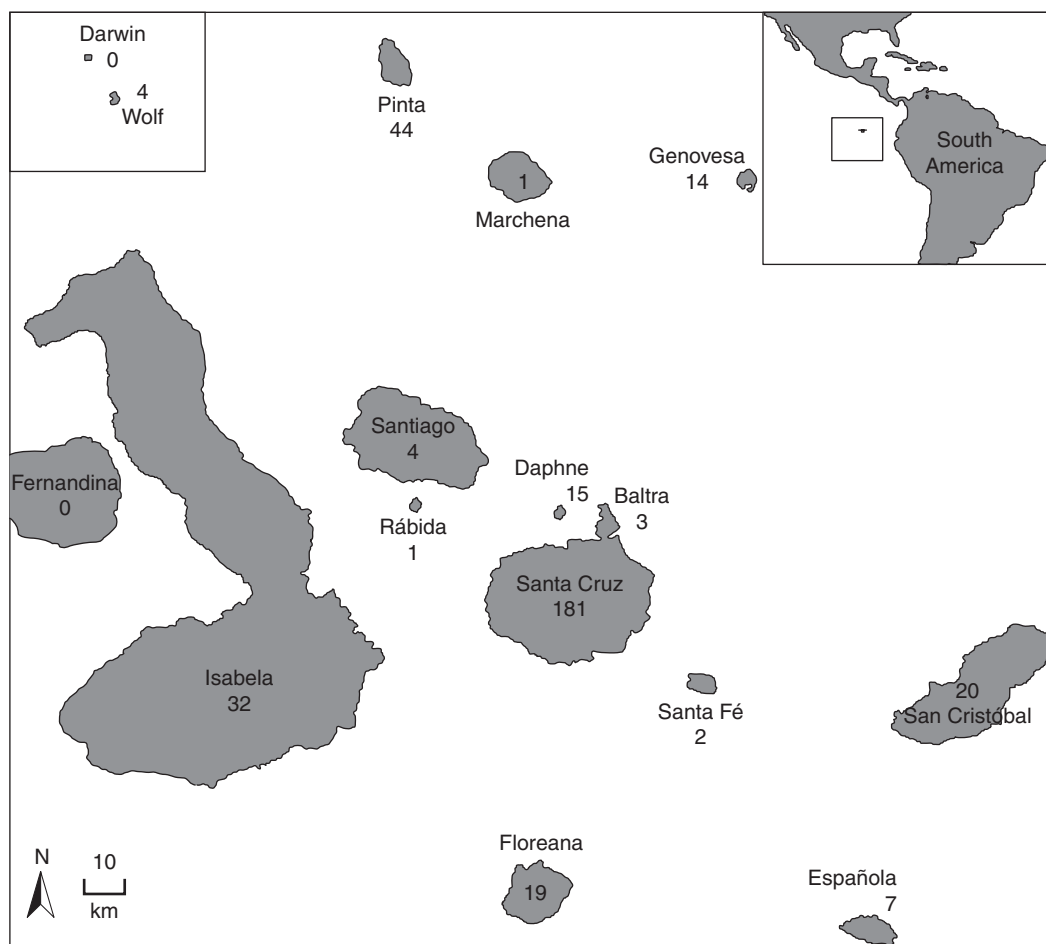 Darwin
0
4
Wolf
Pinta
44
1
Marchena
Genovesa
14
South
America
Santiago
4
Fernandina
0
Rábida
1
Daphne
15
Baltra
3
Santa Cruz
181
Isabela
32
Santa Fé
2
20
San Cristóbal
Floreana
19
Española
7
N
10
km